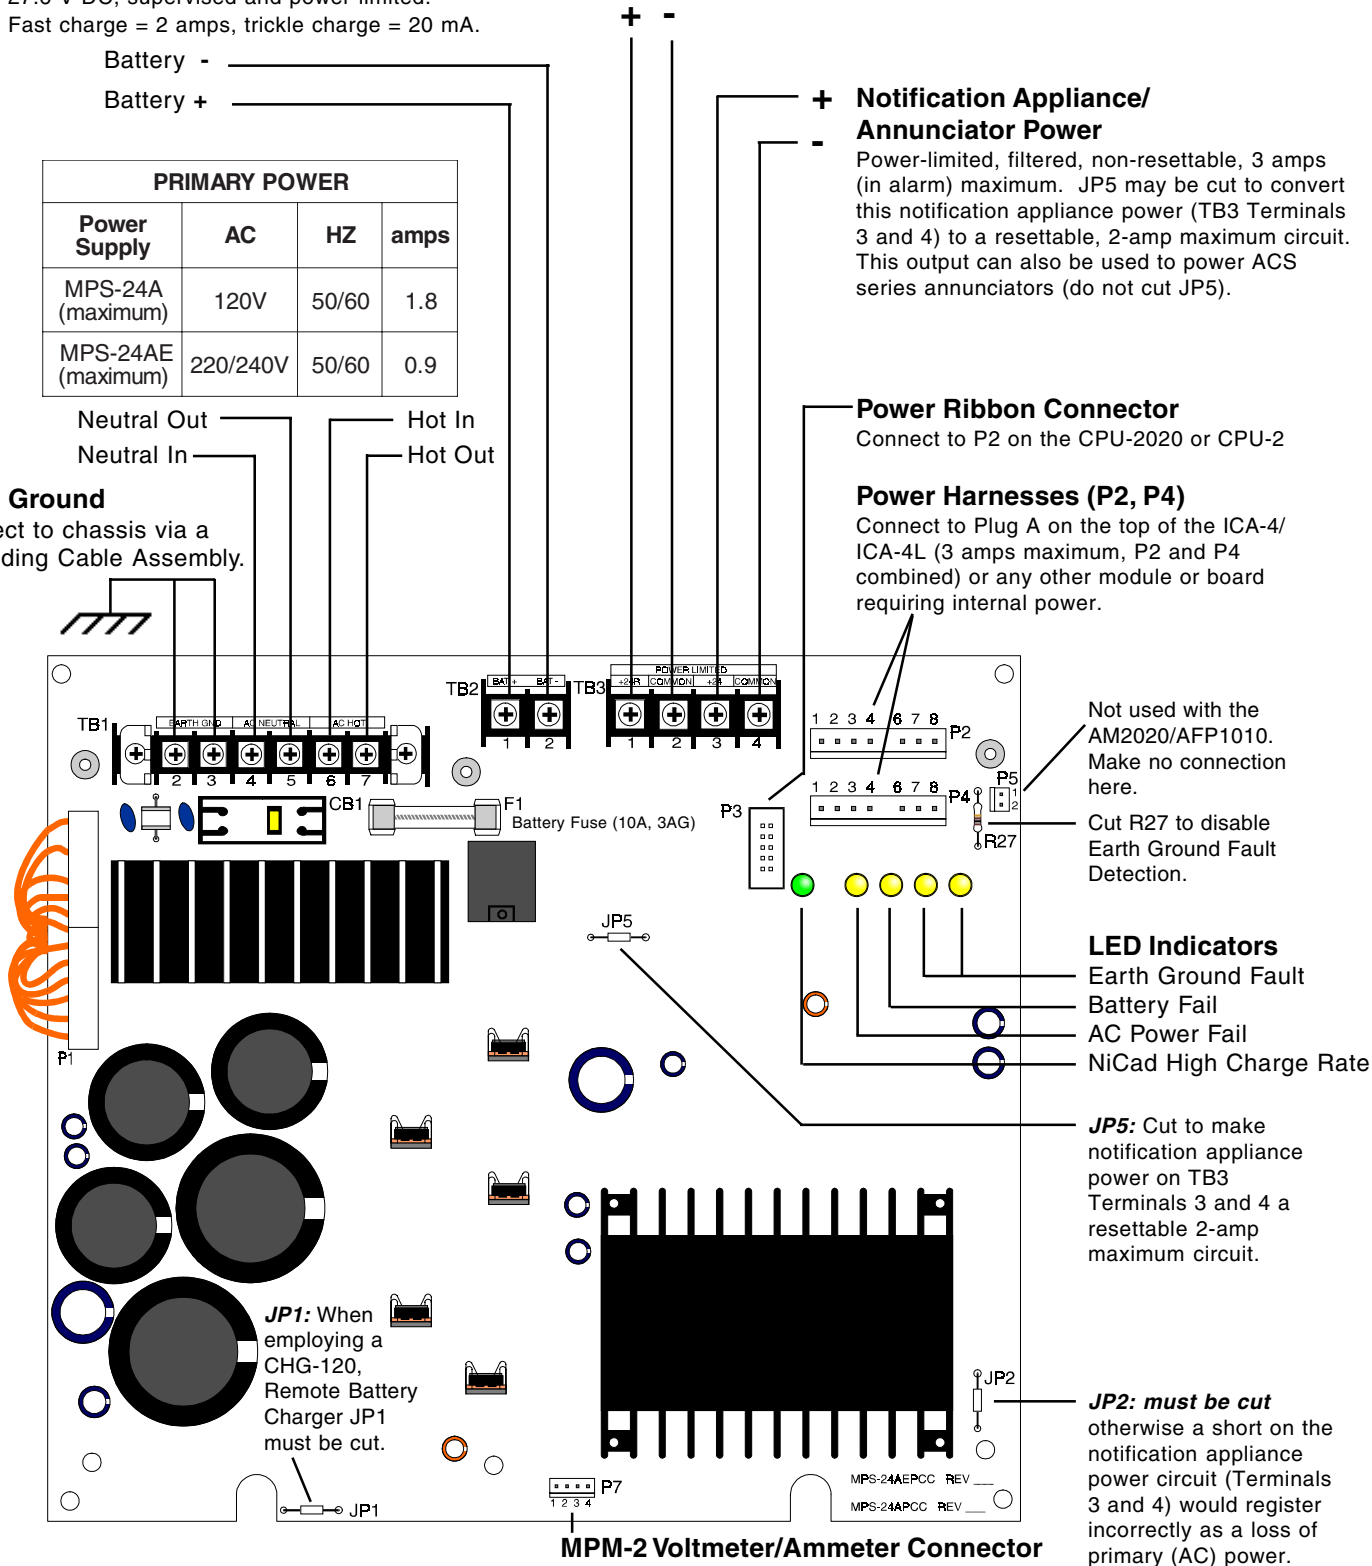 27.6 V DC, supervised and power-limited.
Fast charge = 2 amps, trickle charge = 20 mA.
+ -
Battery -
Battery +
+ Notification Appliance/
Annunciator Power
-
Power-limited, filtered, non-resettable, 3 amps
(in alarm) maximum. JP5 may be cut to convert
this notification appliance power (TB3 Terminals
3 and 4) to a resettable, 2-amp maximum circuit.
This output can also be used to power ACS
series annunciators (do not cut JP5).
PRIMARY POWER
Power Supply AC HZ amps
MPS-24A (maximum) 120V 50/60 1.8
MPS-24AE (maximum) 220/240V 50/60 0.9
Neutral Out
Hot In
Neutral In
Hot Out
Power Ribbon Connector
Connect to P2 on the CPU-2020 or CPU-2
Ground
ect to chassis via a
ding Cable Assembly.
Power Harnesses (P2, P4)
Connect to Plug A on the top of the ICA-4/
ICA-4L (3 amps maximum, P2 and P4
combined) or any other module or board
requiring internal power.
TB1
EARTH GND AC NEUTRAL AC HOT
2 3 4 5 6 7
TB2
BAT + BAT -
1 2
TB3
POWER LIMITED
+24R COMMON +24 COMMON
1 2 3 4
1 2 3 4 6 7 8
P2
1 2 3 4 6 7 8
P4
P5
1
2
R27
Not used with the
AM2020/AFP1010.
Make no connection
here.
Cut R27 to disable
Earth Ground Fault
Detection.
CB1
F1
Battery Fuse (10A, 3AG)
P3
JP5
P1
LED Indicators
Earth Ground Fault
Battery Fail
AC Power Fail
NiCad High Charge Rate
JP5: Cut to make
notification appliance
power on TB3
Terminals 3 and 4 a
resettable 2-amp
maximum circuit.
JP1: When
employing a
CHG-120,
Remote Battery
Charger JP1
must be cut.
JP1
JP2
JP2: must be cut
otherwise a short on the
notification appliance
power circuit (Terminals
3 and 4) would register
incorrectly as a loss of
primary (AC) power.
P7
1 2 3 4
MPS-24AEPCC REV ___
MPS-24APCC REV ___
MPM-2 Voltmeter/Ammeter Connector